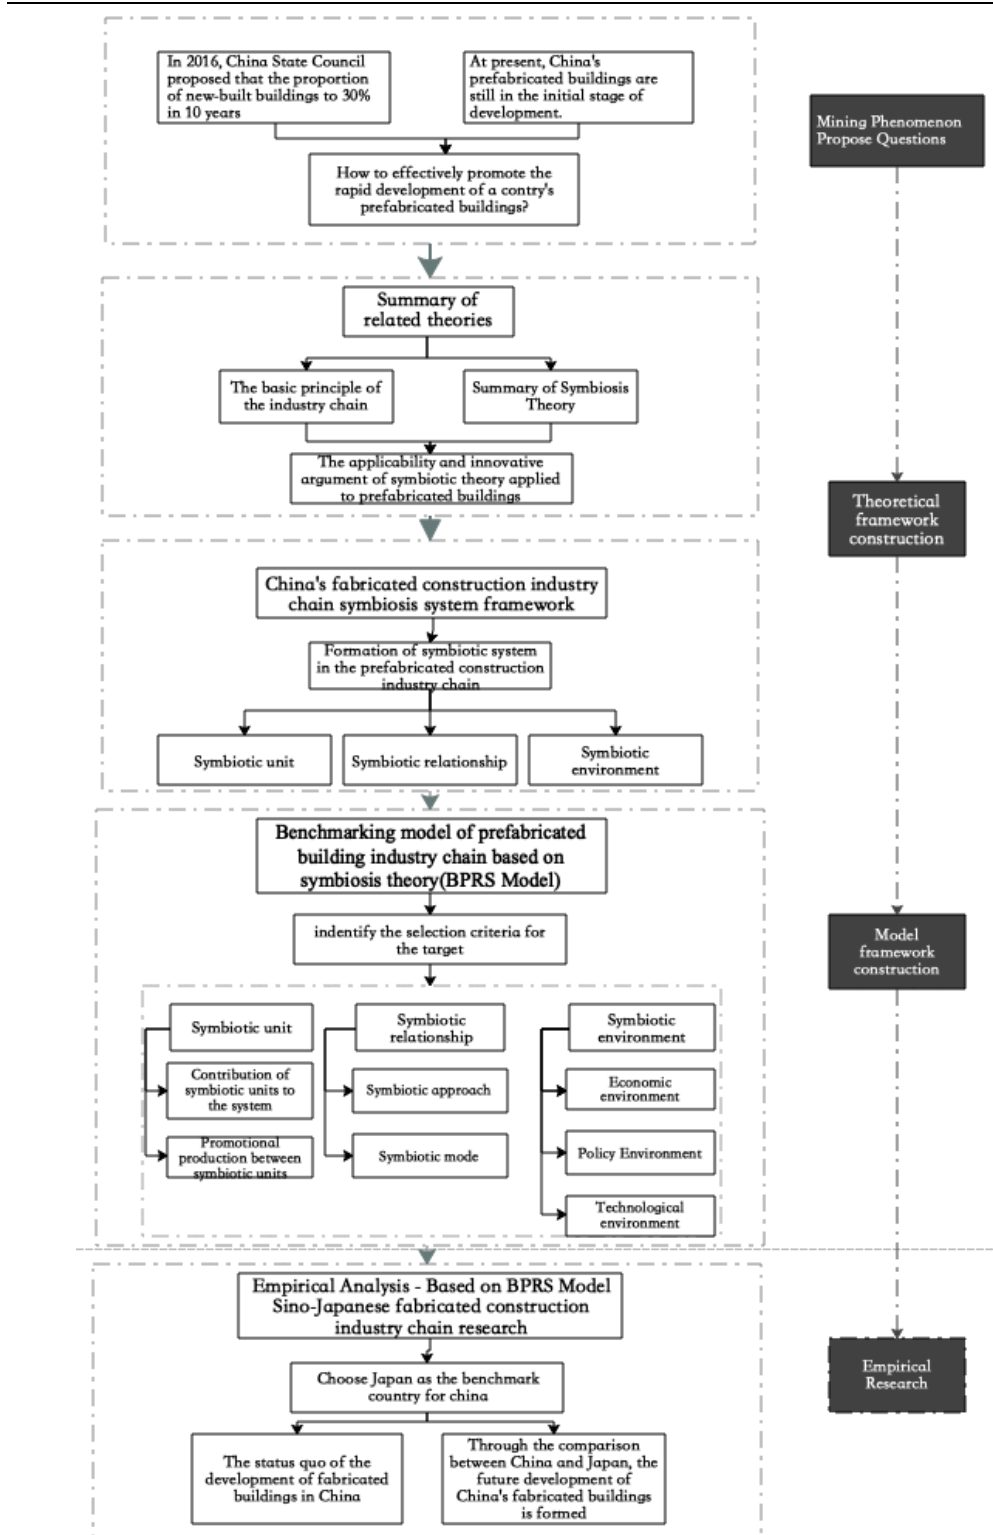 In 2016, China State Council
proposed that the proportion
of new-built buildings to 30%
in 10 years
At present, China's
prefabricated buildings are
still in the initial stage of
development.
How to effectively promote the
rapid development of a contry's
prefabricated buildings?
Mining Phenomenon
Propose Questions
Summary of
related theories
The basic principle of
the industry chain
Summary of Symbiosis
Theory
The applicability and innovative
argument of symbiotic theory applied
to prefabricated buildings
Theoretical
framework
construction
China's fabricated construction industry
chain symbiosis system framework
Formation of symbiotic system
in the prefabricated construction
industry chain
Symbiotic unit
Symbiotic relationship
Symbiotic
environment
Benchmarking model of prefabricated
building industry chain based on
symbiosis theory(BPRS Model)
indentify the selection criteria for
the target
Model
framework
construction
Symbiotic unit
Contribution of
symbiotic units to
the system
Promotional
production between
symbiotic units
Symbiotic
relationship
Symbiotic approach
Symbiotic mode
Symbiotic
environment
Economic
environment
Policy Environment
Technological
environment
Empirical Analysis - Based on BPRS Model
Sino-Japanese fabricated construction
industry chain research
Choose Japan as the benchmark
country for china
The status quo of the
development of fabricated
buildings in China
Through the comparison
between China and Japan, the
future development of
China's fabricated buildings
is formed
Empirical
Research